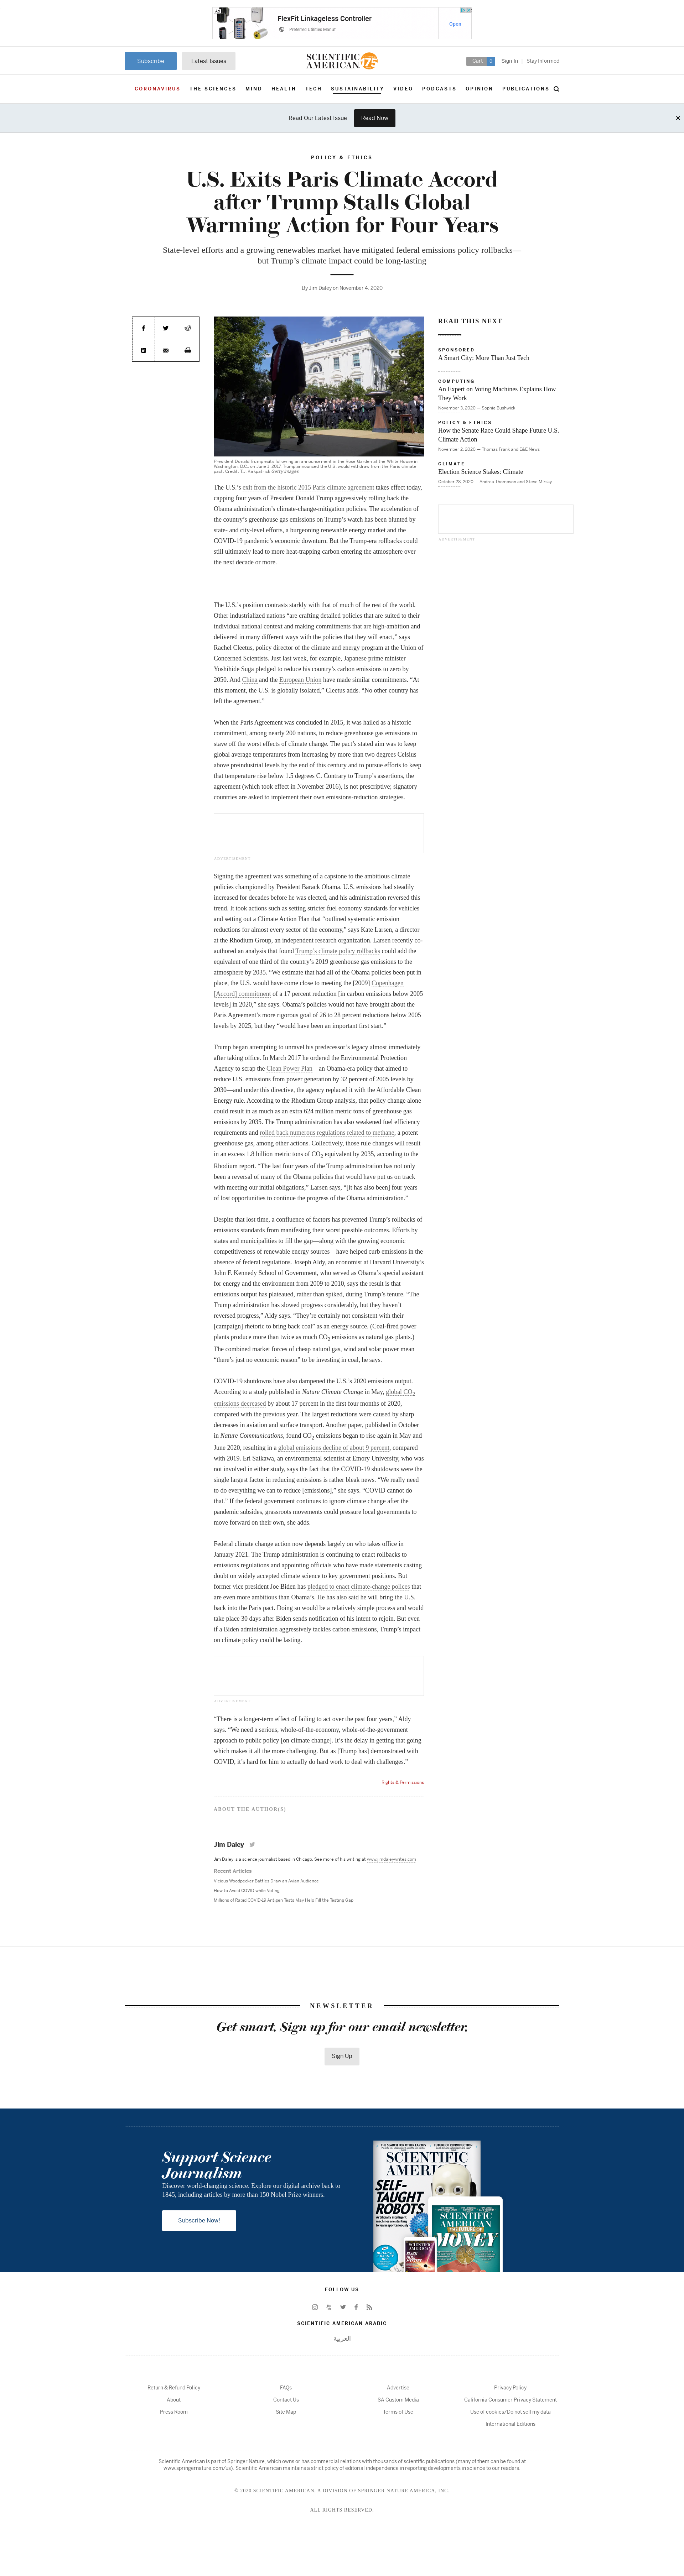 Ad
FlexFit Linkageless Controller
Preferred Utilities Manuf
Open
Subscribe
Latest Issues
SCIENTIFIC AMERICAN 175
Cart 0
Sign In | Stay Informed
CORONAVIRUS THE SCIENCES MIND HEALTH TECH SUSTAINABILITY VIDEO PODCASTS OPINION PUBLICATIONS
Read Our Latest Issue
Read Now
POLICY & ETHICS
U.S. Exits Paris Climate Accord
after Trump Stalls Global
Warming Action for Four Years
State-level efforts and a growing renewables market have mitigated federal emissions policy rollbacks—
but Trump’s climate impact could be long-lasting
By Jim Daley on November 4, 2020
President Donald Trump exits following an announcement in the Rose Garden at the White House in
Washington, D.C., on June 1, 2017. Trump announced the U.S. would withdraw from the Paris climate
pact. Credit: T.J. Kirkpatrick Getty Images
The U.S.’s exit from the historic 2015 Paris climate agreement takes effect today,
capping four years of President Donald Trump aggressively rolling back the
Obama administration’s climate-change-mitigation policies. The acceleration of
the country’s greenhouse gas emissions on Trump’s watch has been blunted by
state- and city-level efforts, a burgeoning renewable energy market and the
COVID-19 pandemic’s economic downturn. But the Trump-era rollbacks could
still ultimately lead to more heat-trapping carbon entering the atmosphere over
the next decade or more.
The U.S.’s position contrasts starkly with that of much of the rest of the world.
Other industrialized nations “are crafting detailed policies that are suited to their
individual national context and making commitments that are high-ambition and
delivered in many different ways with the policies that they will enact,” says
Rachel Cleetus, policy director of the climate and energy program at the Union of
Concerned Scientists. Just last week, for example, Japanese prime minister
Yoshihide Suga pledged to reduce his country’s carbon emissions to zero by
2050. And China and the European Union have made similar commitments. “At
this moment, the U.S. is globally isolated,” Cleetus adds. “No other country has
left the agreement.”
When the Paris Agreement was concluded in 2015, it was hailed as a historic
commitment, among nearly 200 nations, to reduce greenhouse gas emissions to
stave off the worst effects of climate change. The pact’s stated aim was to keep
global average temperatures from increasing by more than two degrees Celsius
above preindustrial levels by the end of this century and to pursue efforts to keep
that temperature rise below 1.5 degrees C. Contrary to Trump’s assertions, the
agreement (which took effect in November 2016), is not prescriptive; signatory
countries are asked to implement their own emissions-reduction strategies.
ADVERTISEMENT
Signing the agreement was something of a capstone to the ambitious climate
policies championed by President Barack Obama. U.S. emissions had steadily
increased for decades before he was elected, and his administration reversed this
trend. It took actions such as setting stricter fuel economy standards for vehicles
and setting out a Climate Action Plan that “outlined systematic emission
reductions for almost every sector of the economy,” says Kate Larsen, a director
at the Rhodium Group, an independent research organization. Larsen recently co-
authored an analysis that found Trump’s climate policy rollbacks could add the
equivalent of one third of the country’s 2019 greenhouse gas emissions to the
atmosphere by 2035. “We estimate that had all of the Obama policies been put in
place, the U.S. would have come close to meeting the [2009] Copenhagen
[Accord] commitment of a 17 percent reduction [in carbon emissions below 2005
levels] in 2020,” she says. Obama’s policies would not have brought about the
Paris Agreement’s more rigorous goal of 26 to 28 percent reductions below 2005
levels by 2025, but they “would have been an important first start.”
Trump began attempting to unravel his predecessor’s legacy almost immediately
after taking office. In March 2017 he ordered the Environmental Protection
Agency to scrap the Clean Power Plan—an Obama-era policy that aimed to
reduce U.S. emissions from power generation by 32 percent of 2005 levels by
2030—and under this directive, the agency replaced it with the Affordable Clean
Energy rule. According to the Rhodium Group analysis, that policy change alone
could result in as much as an extra 624 million metric tons of greenhouse gas
emissions by 2035. The Trump administration has also weakened fuel efficiency
requirements and rolled back numerous regulations related to methane, a potent
greenhouse gas, among other actions. Collectively, those rule changes will result
in an excess 1.8 billion metric tons of CO2 equivalent by 2035, according to the
Rhodium report. “The last four years of the Trump administration has not only
been a reversal of many of the Obama policies that would have put us on track
with meeting our initial obligations,” Larsen says, “[it has also been] four years
of lost opportunities to continue the progress of the Obama administration.”
Despite that lost time, a confluence of factors has prevented Trump’s rollbacks of
emissions standards from manifesting their worst possible outcomes. Efforts by
states and municipalities to fill the gap—along with the growing economic
competitiveness of renewable energy sources—have helped curb emissions in the
absence of federal regulations. Joseph Aldy, an economist at Harvard University’s
John F. Kennedy School of Government, who served as Obama’s special assistant
for energy and the environment from 2009 to 2010, says the result is that
emissions output has plateaued, rather than spiked, during Trump’s tenure. “The
Trump administration has slowed progress considerably, but they haven’t
reversed progress,” Aldy says. “They’re certainly not consistent with their
[campaign] rhetoric to bring back coal” as an energy source. (Coal-fired power
plants produce more than twice as much CO2 emissions as natural gas plants.)
The combined market forces of cheap natural gas, wind and solar power mean
“there’s just no economic reason” to be investing in coal, he says.
COVID-19 shutdowns have also dampened the U.S.’s 2020 emissions output.
According to a study published in Nature Climate Change in May, global CO2
emissions decreased by about 17 percent in the first four months of 2020,
compared with the previous year. The largest reductions were caused by sharp
decreases in aviation and surface transport. Another paper, published in October
in Nature Communications, found CO2 emissions began to rise again in May and
June 2020, resulting in a global emissions decline of about 9 percent, compared
with 2019. Eri Saikawa, an environmental scientist at Emory University, who was
not involved in either study, says the fact that the COVID-19 shutdowns were the
single largest factor in reducing emissions is rather bleak news. “We really need
to do everything we can to reduce [emissions],” she says. “COVID cannot do
that.” If the federal government continues to ignore climate change after the
pandemic subsides, grassroots movements could pressure local governments to
move forward on their own, she adds.
Federal climate change action now depends largely on who takes office in
January 2021. The Trump administration is continuing to enact rollbacks to
emissions regulations and appointing officials who have made statements casting
doubt on widely accepted climate science to key government positions. But
former vice president Joe Biden has pledged to enact climate-change polices that
are even more ambitious than Obama’s. He has also said he will bring the U.S.
back into the Paris pact. Doing so would be a relatively simple process and would
take place 30 days after Biden sends notification of his intent to rejoin. But even
if a Biden administration aggressively tackles carbon emissions, Trump’s impact
on climate policy could be lasting.
ADVERTISEMENT
“There is a longer-term effect of failing to act over the past four years,” Aldy
says. “We need a serious, whole-of-the-economy, whole-of-the-government
approach to public policy [on climate change]. It’s the delay in getting that going
which makes it all the more challenging. But as [Trump has] demonstrated with
COVID, it’s hard for him to actually do hard work to deal with challenges.”
Rights & Permissions
ABOUT THE AUTHOR(S)
Jim Daley
Jim Daley is a science journalist based in Chicago. See more of his writing at www.jimdaleywrites.com
Recent Articles
Vicious Woodpecker Battles Draw an Avian Audience
How to Avoid COVID while Voting
Millions of Rapid COVID-19 Antigen Tests May Help Fill the Testing Gap
READ THIS NEXT
SPONSORED
A Smart City: More Than Just Tech
COMPUTING
An Expert on Voting Machines Explains How
They Work
November 3, 2020 — Sophie Bushwick
POLICY & ETHICS
How the Senate Race Could Shape Future U.S.
Climate Action
November 2, 2020 — Thomas Frank and E&E News
CLIMATE
Election Science Stakes: Climate
October 26, 2020 — Andrea Thompson and Steve Mirsky
ADVERTISEMENT
NEWSLETTER
Get smart. Sign up for our email newsletter.
Sign Up
Support Science
Journalism
Discover world-changing science. Explore our digital archive back to
1845, including articles by more than 150 Nobel Prize winners.
Subscribe Now!
THE SEARCH FOR OTHER EARTHS
FUTURE OF REPRODUCTION
SCIENTIFIC AMERICAN
SELF-TAUGHT ROBOTS
SCIENTIFIC AMERICAN
THE FUTURE OF
MONEY
SCIENTIFIC AMERICAN
FOLLOW US
SCIENTIFIC AMERICAN ARABIC
العربية
Return & Refund Policy
About
Press Room
FAQs
Contact Us
Site Map
Advertise
SA Custom Media
Terms of Use
Privacy Policy
California Consumer Privacy Statement
Use of cookies/Do not sell my data
International Editions
Scientific American is part of Springer Nature, which owns or has commercial relations with thousands of scientific publications (many of them can be found at
www.springernature.com/us). Scientific American maintains a strict policy of editorial independence in reporting developments in science to our readers.
© 2020 SCIENTIFIC AMERICAN, A DIVISION OF SPRINGER NATURE AMERICA, INC.
ALL RIGHTS RESERVED.